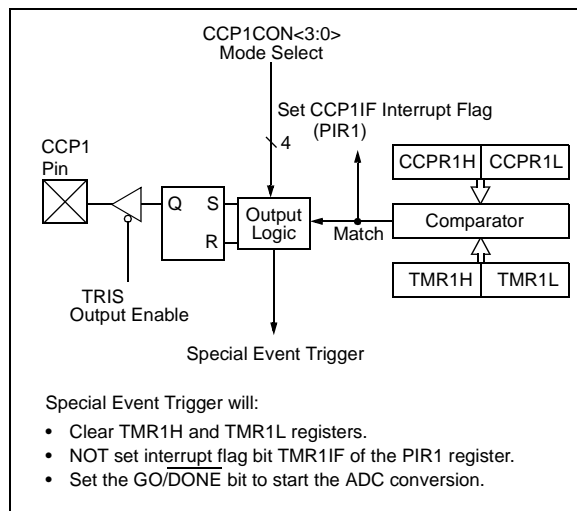 CCP1CON<3:0>
Mode Select
Set CCP1IF Interrupt Flag
(PIR1)
4
CCP1
Pin
CCPR1H CCPR1L
Q S
R
Output
Logic
Match
Comparator
TMR1H TMR1L
TRIS
Output Enable
Special Event Trigger
Special Event Trigger will:
• Clear TMR1H and TMR1L registers.
• NOT set interrupt flag bit TMR1IF of the PIR1 register.
• Set the GO/DONE bit to start the ADC conversion.